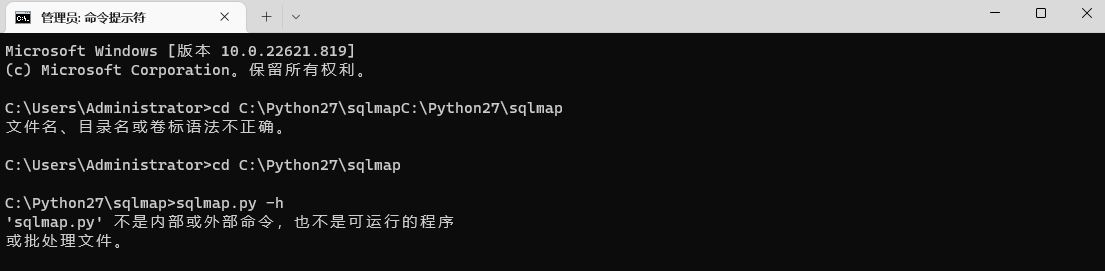 管理员: 命令提示符
Microsoft Windows [版本 10.0.22621.819]
(c) Microsoft Corporation。保留所有权利。
C:\Users\Administrator>cd C:\Python27\sqlmapC:\Python27\sqlmap
文件名、目录名或卷标语法不正确。
C:\Users\Administrator>cd C:\Python27\sqlmap
C:\Python27\sqlmap>sqlmap.py -h
'sqlmap.py' 不是内部或外部命令，也不是可运行的程序
或批处理文件。